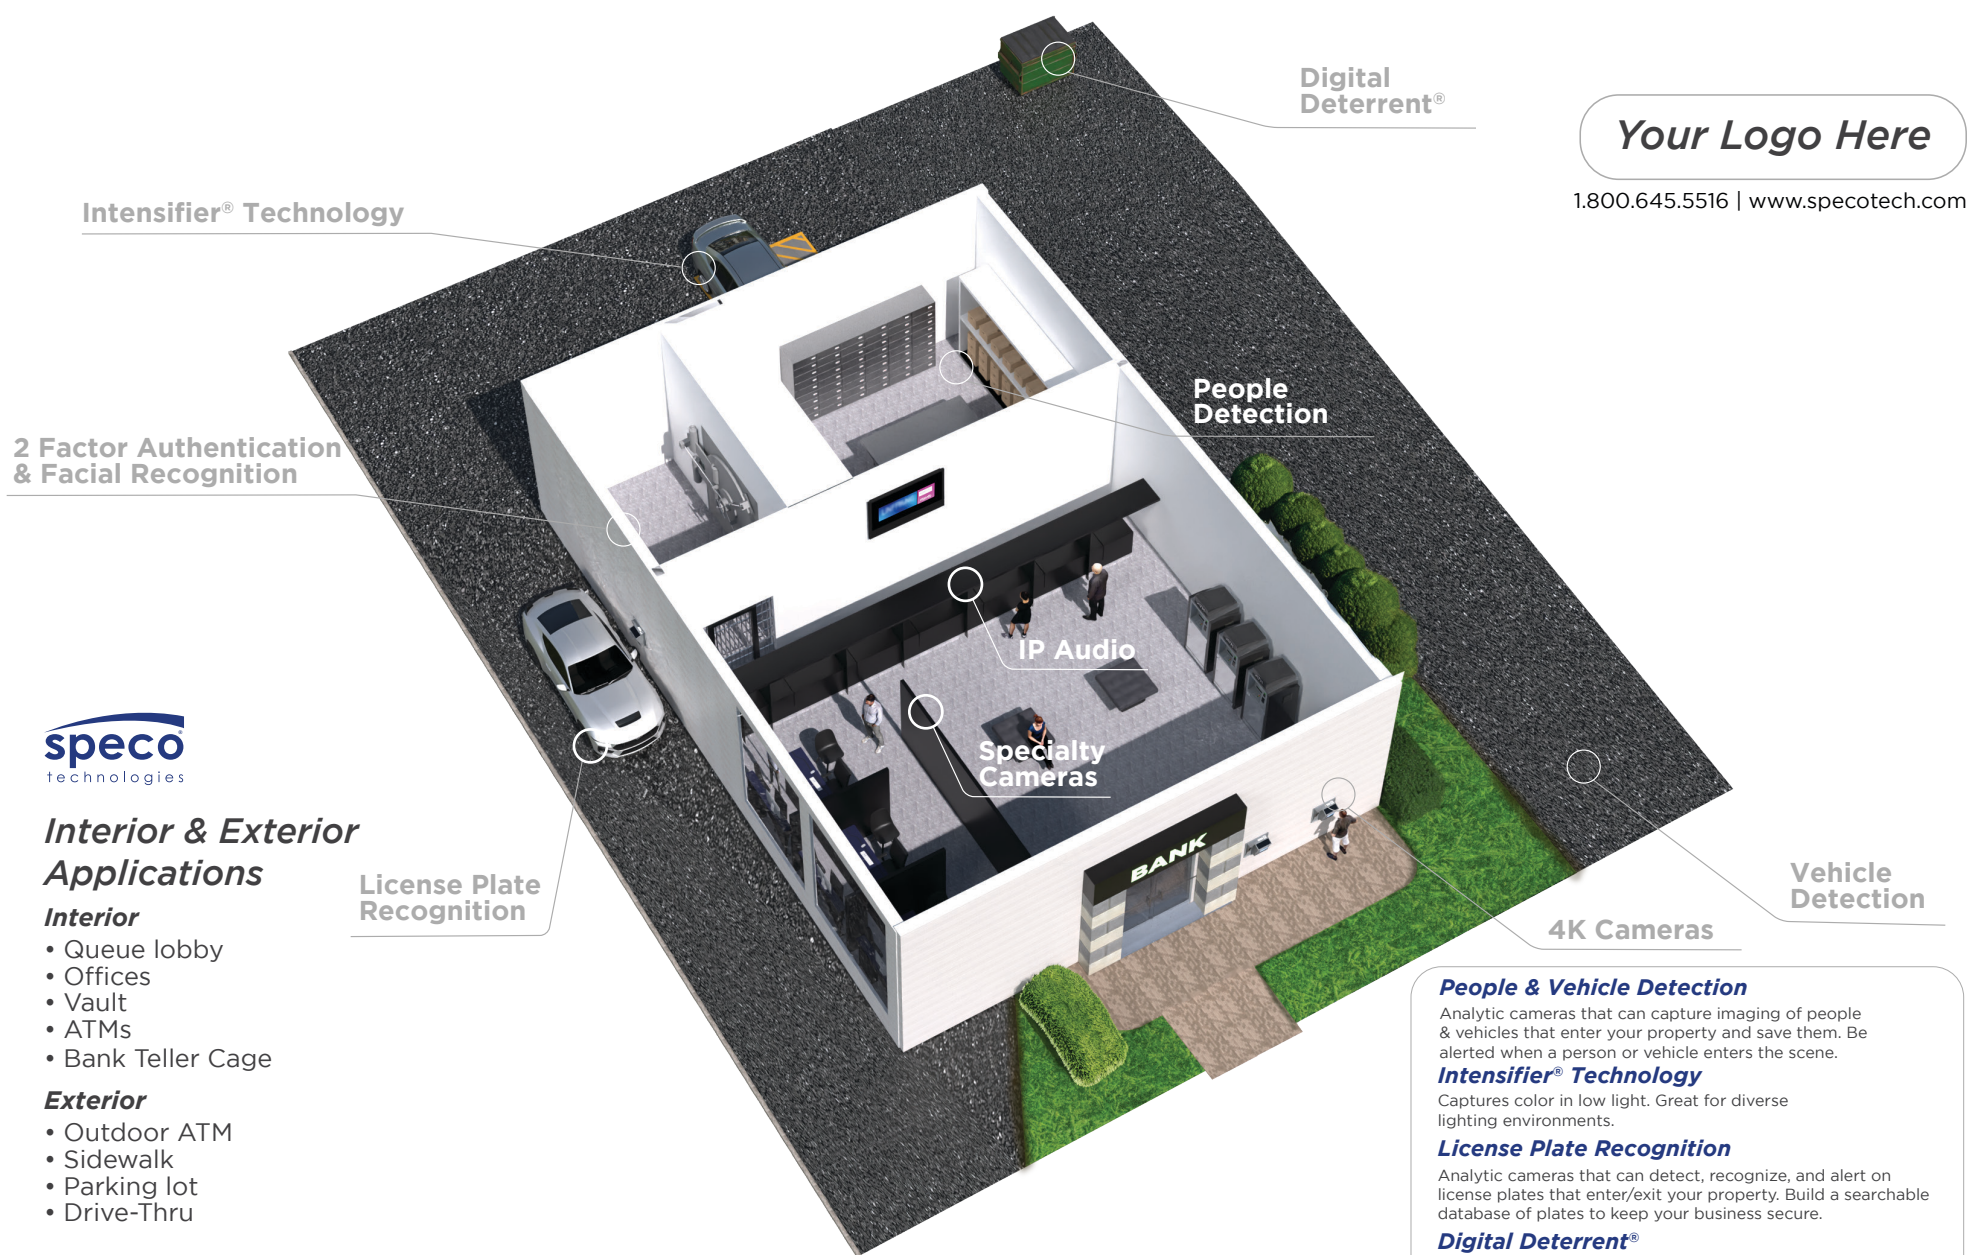 Digital
Deterrent®
Your Logo Here
1.800.645.5516 | www.specotech.com
Intensifier® Technology
People
Detection
2 Factor Authentication
& Facial Recognition
IP Audio
Specialty
Cameras
BANK
speco
technologies
Interior & Exterior
Applications
Interior
• Queue lobby
• Offices
• Vault
• ATMs
• Bank Teller Cage
Exterior
• Outdoor ATM
• Sidewalk
• Parking lot
• Drive-Thru
License Plate
Recognition
Vehicle
Detection
4K Cameras
People & Vehicle Detection
Analytic cameras that can capture imaging of people
& vehicles that enter your property and save them. Be
alerted when a person or vehicle enters the scene.
Intensifier® Technology
Captures color in low light. Great for diverse
lighting environments.
License Plate Recognition
Analytic cameras that can detect, recognize, and alert on
license plates that enter/exit your property. Build a searchable
database of plates to keep your business secure.
Digital Deterrent®